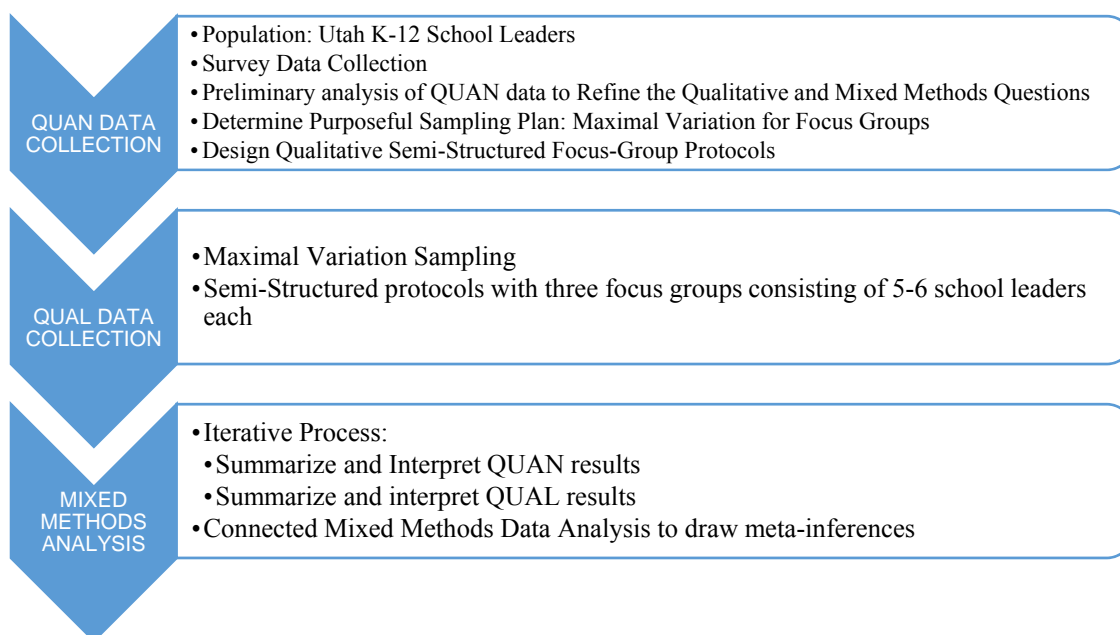 QUAN DATA
COLLECTION
•Population: Utah K-12 School Leaders
•Survey Data Collection
•Preliminary analysis of QUAN data to Refine the Qualitative and Mixed Methods Questions
•Determine Purposeful Sampling Plan: Maximal Variation for Focus Groups
•Design Qualitative Semi-Structured Focus-Group Protocols
QUAL DATA
COLLECTION
•Maximal Variation Sampling
•Semi-Structured protocols with three focus groups consisting of 5-6 school leaders
each
MIXED
METHODS
ANALYSIS
•Iterative Process:
•Summarize and Interpret QUAN results
•Summarize and interpret QUAL results
•Connected Mixed Methods Data Analysis to draw meta-inferences